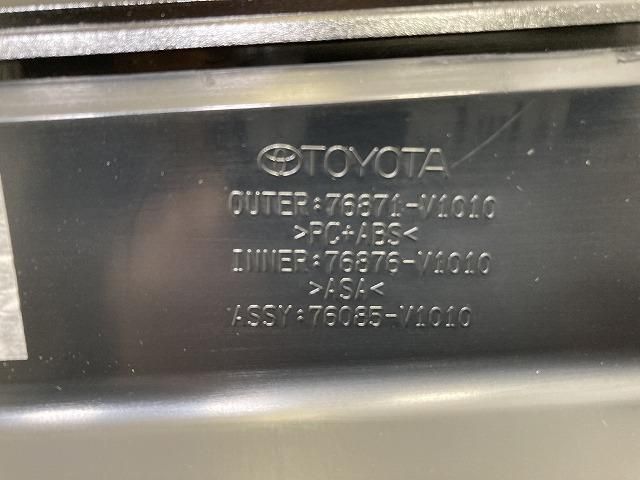 TOYOTA
OUTER:76871-V1010
>PC+ABS<
INNER:76876-V1010
>ASA<
ASSY:76085-V1010